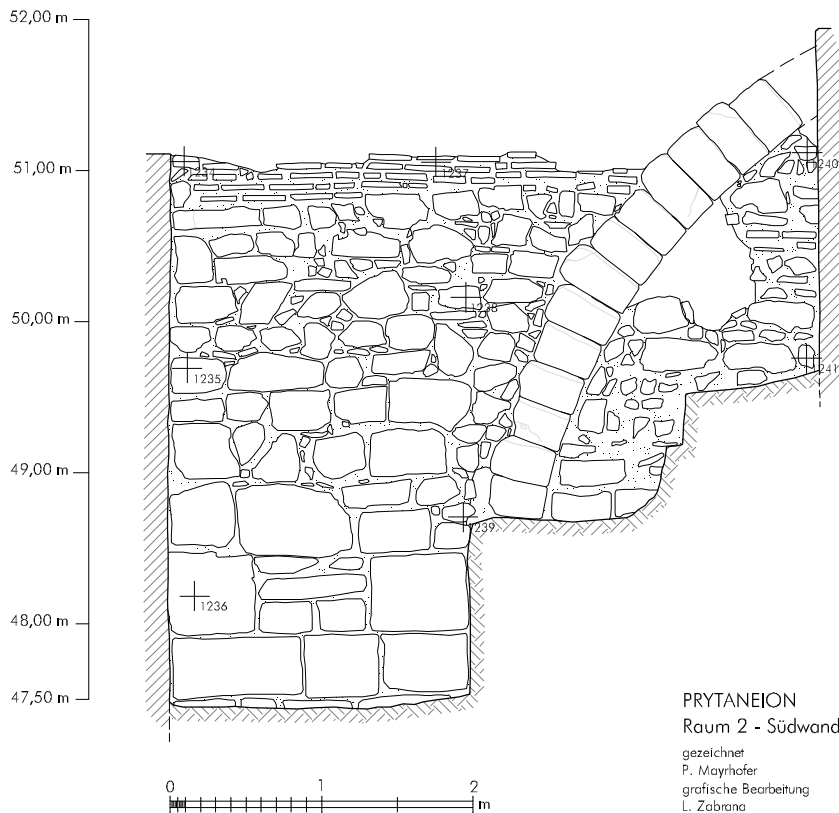 52,00 m
51,00 m
50,00 m
49,00 m
48,00 m
47,50 m
1234
1237
1240
1238
1235
1241
1239
1236
0
1
2
m
PRYTANEION
Raum 2 - Südwand
gezeichnet
P. Mayrhofer
grafische Bearbeitung
L. Zabrana